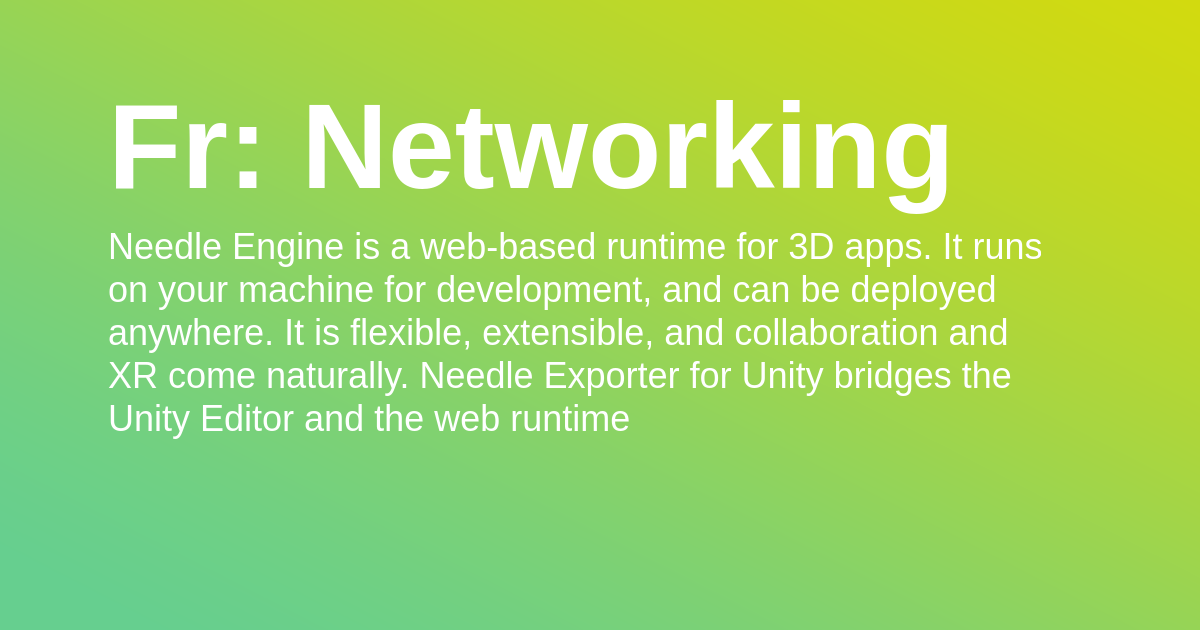 Fr: Networking
Needle Engine is a web-based runtime for 3D apps. It runs
on your machine for development, and can be deployed
anywhere. It is flexible, extensible, and collaboration and
XR come naturally. Needle Exporter for Unity bridges the
Unity Editor and the web runtime